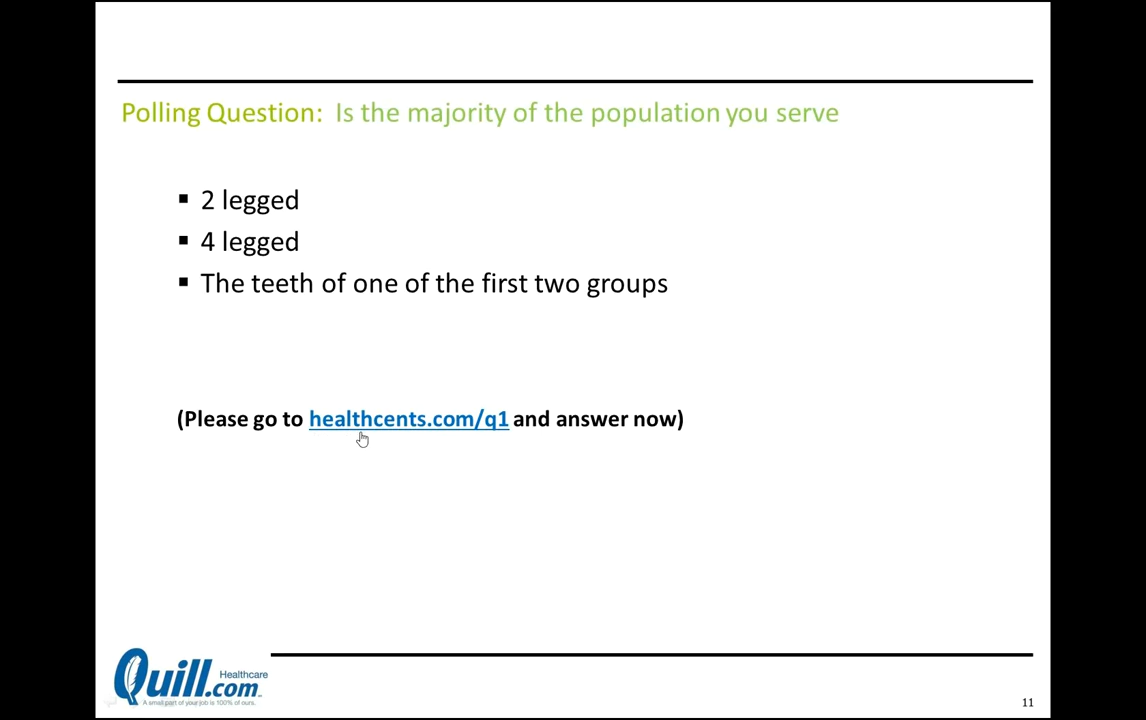 Polling Question: Is the majority of the population you serve
2 legged
4 legged
The teeth of one of the first two groups
(Please go to healthcents.com/q1 and answer now)
Quill.com
Healthcare
A small part of your job is 100% of ours.
11